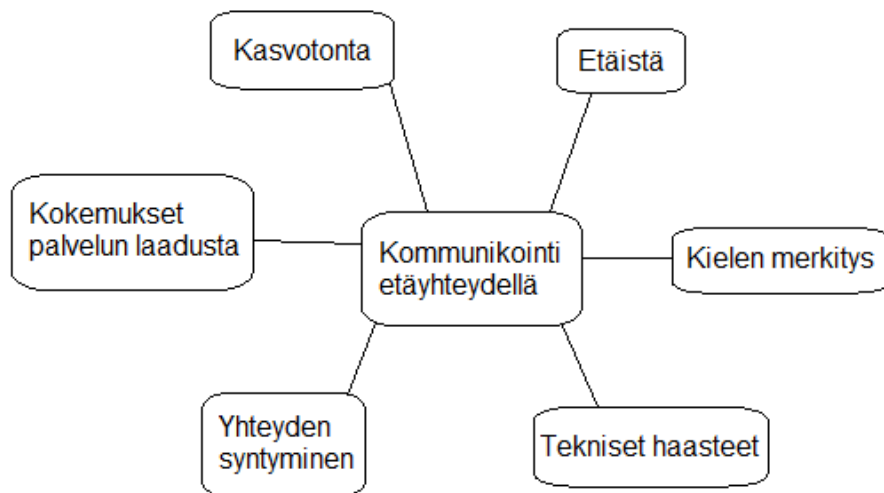 Kasvotonta
Etäistä
Kokemukset
palvelun laadusta
Kommunikointi
etäyhteydellä
Kielen merkitys
Yhteyden
syntyminen
Tekniset haasteet